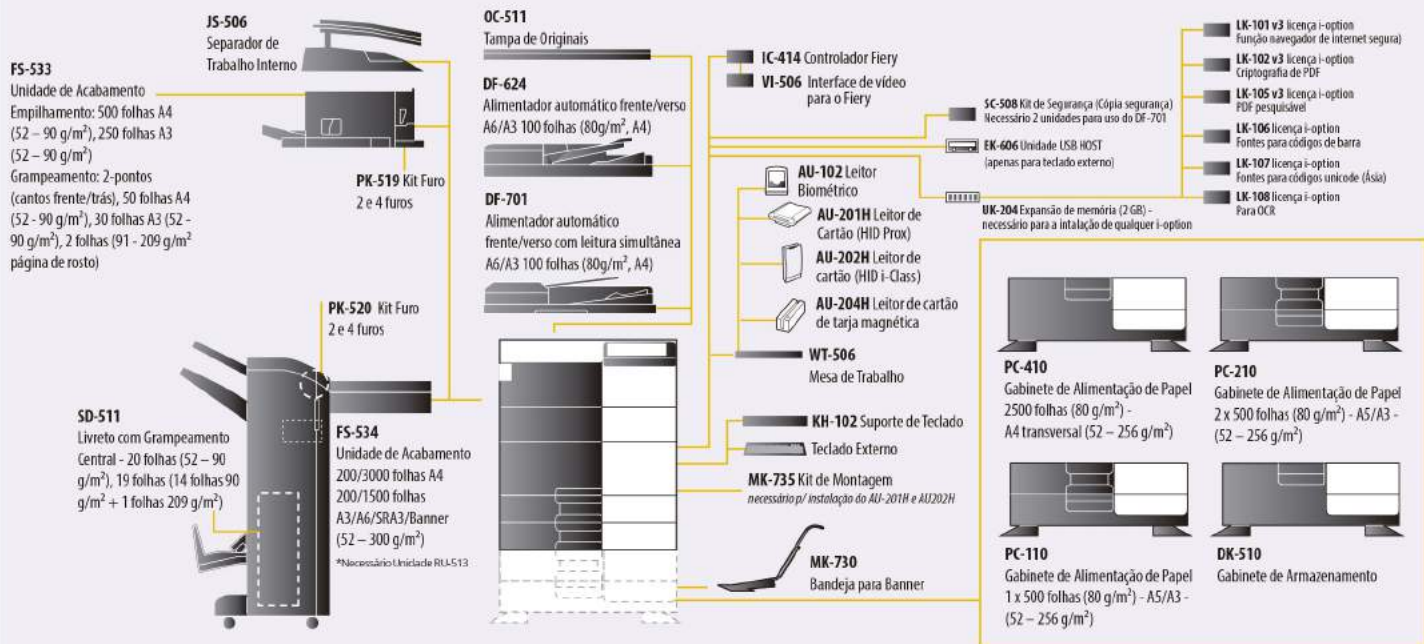 JS-506
Separador de
Trabalho Interno
FS-533
Unidade de Acabamento
Empilhamento: 500 folhas A4
(52 – 90 g/m²), 250 folhas A3
(52 – 90 g/m²)
Grampeamento: 2-pontos
(cantos frente/trás), 50 folhas A4
(52 - 90 g/m²), 30 folhas A3 (52 -
90 g/m²), 2 folhas (91 - 209 g/m²
página de rosto)
PK-519 Kit Furo
2 e 4 furos
PK-520 Kit Furo
2 e 4 furos
SD-511
Livreto com Grampeamento
Central - 20 folhas (52 – 90
g/m²), 19 folhas (14 folhas 90
g/m² + 1 folhas 209 g/m²)
FS-534
Unidade de Acabamento
200/3000 folhas A4
200/1500 folhas
A3/A6/SRA3/Banner
(52 – 300 g/m²)
*Necessário Unidade RU-513
OC-511
Tampa de Originais
DF-624
Alimentador automático frente/verso
A6/A3 100 folhas (80g/m², A4)
DF-701
Alimentador automático
frente/verso com leitura simultânea
A6/A3 100 folhas (80g/m², A4)
IC-414 Controlador Fiery
VI-506 Interface de vídeo
para o Fiery
AU-102 Leitor
Biométrico
AU-201H Leitor de
Cartão (HID Prox)
AU-202H Leitor de
cartão (HID i-Class)
AU-204H Leitor de cartão
de tarja magnética
WT-506
Mesa de Trabalho
KH-102 Suporte de Teclado
Teclado Externo
MK-735 Kit de Montagem
necessário p/ instalação do AU-201H e AU202H
MK-730
Bandeja para Banner
SC-508 Kit de Segurança (Cópia segurança)
Necessário 2 unidades para uso do DF-701
EK-606 Unidade USB HOST
(apenas para teclado externo)
UK-204 Expansão de memória (2 GB) -
necessário para a intalação de qualquer i-option
LK-101 v3 licença i-option
Função navegador de internet segura)
LK-102 v3 licença i-option
Criptografia de PDF
LK-105 v3 licença i-option
PDF pesquisável
LK-106 licença i-option
Fontes para códigos de barra
LK-107 licença i-option
Fontes para códigos unicode (Ásia)
LK-108 licença i-option
Para OCR
PC-410
Gabinete de Alimentação de Papel
2500 folhas (80 g/m²) -
A4 transversal (52 – 256 g/m²)
PC-210
Gabinete de Alimentação de Papel
2 x 500 folhas (80 g/m²) - A5/A3 -
(52 – 256 g/m²)
PC-110
Gabinete de Alimentação de Papel
1 x 500 folhas (80 g/m²) - A5/A3 -
(52 – 256 g/m²)
DK-510
Gabinete de Armazenamento